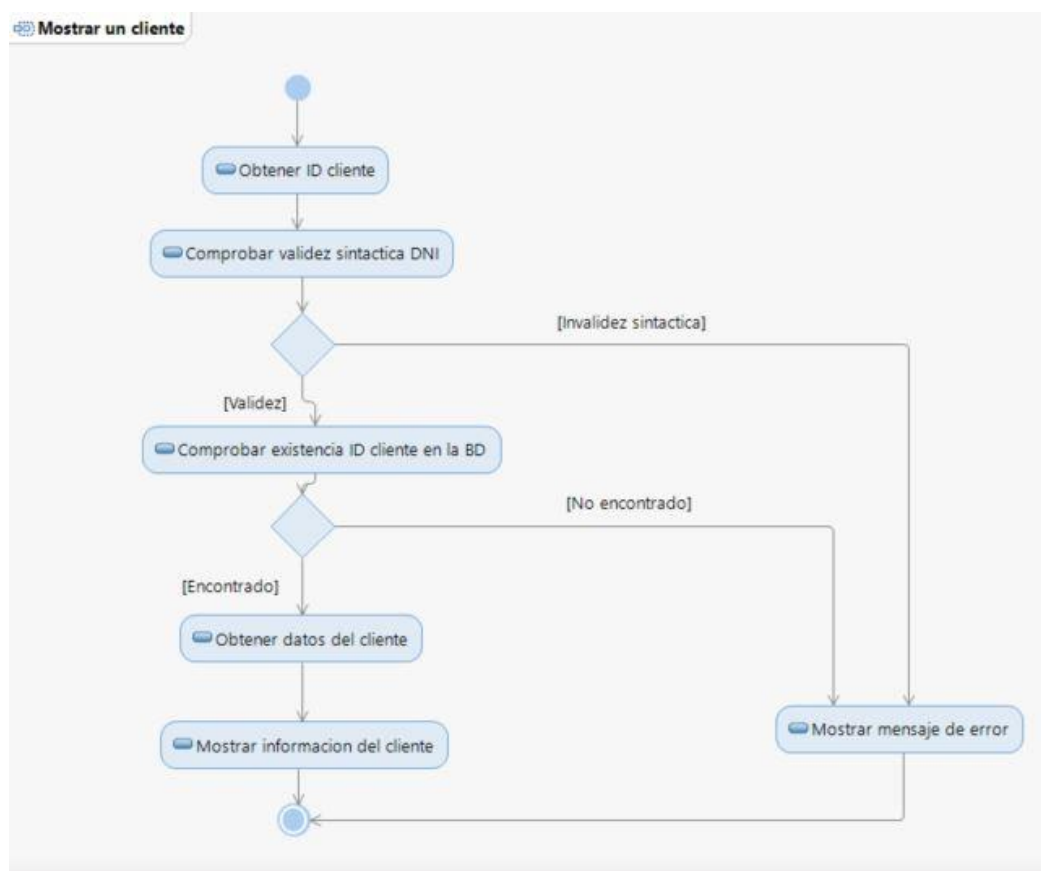 Mostrar un cliente
Obtener ID cliente
Comprobar validez sintactica DNI
[Invalidez sintactica]
[Validez]
Comprobar existencia ID cliente en la BD
[No encontrado]
[Encontrado]
Obtener datos del cliente
Mostrar informacion del cliente
Mostrar mensaje de error